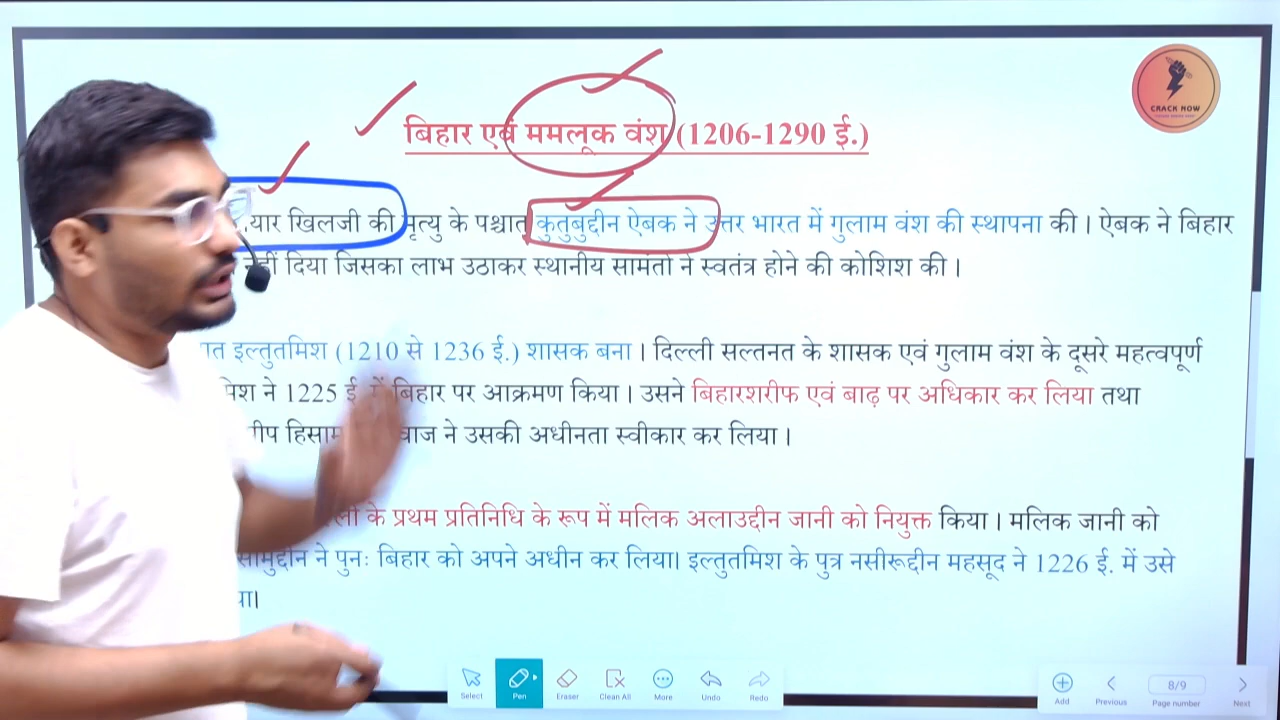 CRACK NOW
बिहार एवं ममलूक वंश (1206-1290 ई.)
खिलजी की मृत्यु के पश्चात कुतुबुद्दीन ऐबक ने उत्तर भारत में गुलाम वंश की स्थापना की । ऐबक ने बिहार
दिया जिसका लाभ उठाकर स्थानीय सामंतो ने स्वतंत्र होने की कोशिश की ।
इल्तुतमिश (1210 से 1236 ई.) शासक बना । दिल्ली सल्तनत के शासक एवं गुलाम वंश के दूसरे महत्वपूर्ण
ने 1225 ई. में बिहार पर आक्रमण किया । उसने बिहारशरीफ एवं बाढ़ पर अधिकार कर लिया तथा
ने उसकी अधीनता स्वीकार कर लिया ।
के प्रथम प्रतिनिधि के रूप में मलिक अलाउद्दीन जानी को नियुक्त किया । मलिक जानी को
ने पुनः बिहार को अपने अधीन कर लिया। इल्तुतमिश के पुत्र नसीरूद्दीन महसूद ने 1226 ई. में उसे
Select Pen Eraser Clean All More Undo Redo
Add Previous 8/9 Page number Next